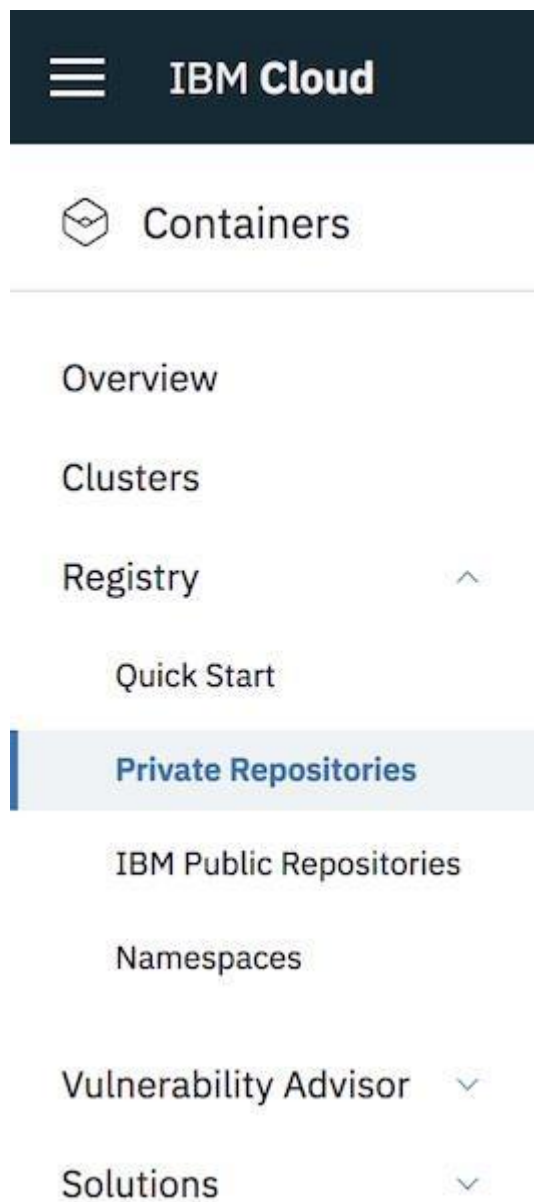 IBM Cloud
Containers
Overview
Clusters
Registry
Quick Start
Private Repositories
IBM Public Repositories
Namespaces
Vulnerability Advisor
Solutions